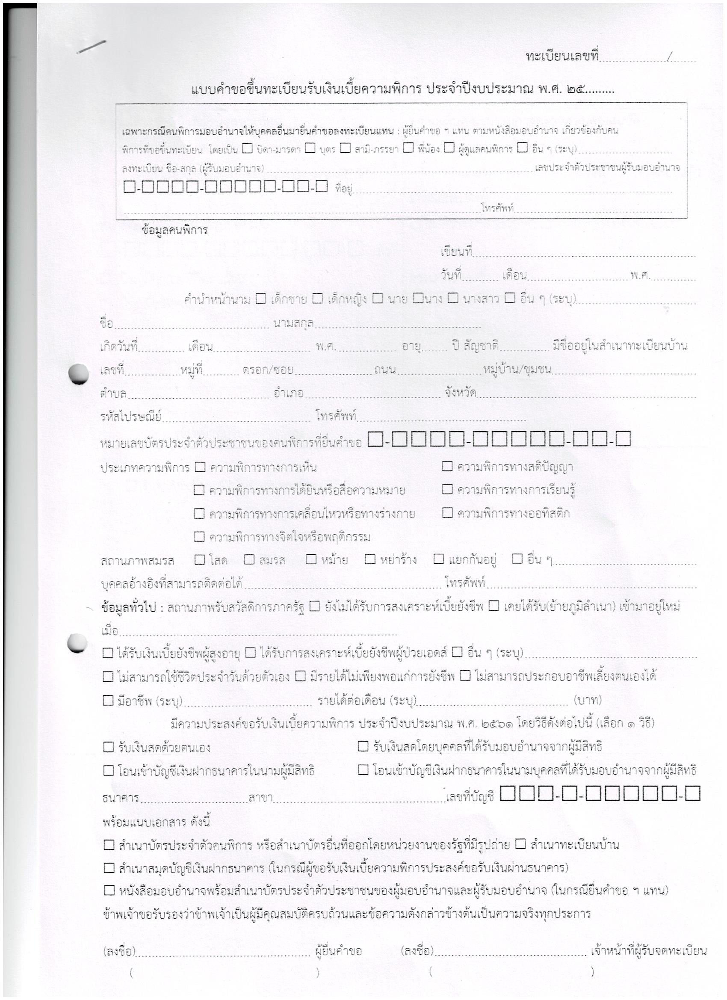 ทะเบียนเลขที่..................../........
แบบคำขอขึ้นทะเบียนรับเงินเบี้ยความพิการ ประจำปีงบประมาณ พ.ศ. ๒๕.........
เฉพาะกรณีคนพิการมอบอำนาจให้บุคคลอื่นมายื่นคำขอลงทะเบียนแทน : ผู้ยื่นคำขอ ฯ แทน ตามหนังสือมอบอำนาจ เกี่ยวข้องกับคน
พิการที่ขอขึ้นทะเบียน โดยเป็น ☐ บิดา-มารดา ☐ บุตร ☐ สามี-ภรรยา ☐ พี่น้อง ☐ ผู้ดูแลคนพิการ ☐ อื่น ๆ (ระบุ)....................
ลงทะเบียน ชื่อ-สกุล (ผู้รับมอบอำนาจ)....................เลขประจำตัวประชาชนผู้รับมอบอำนาจ
☐-☐☐☐☐-☐☐☐☐☐-☐☐-☐ ที่อยู่....................
....................โทรศัพท์....................
ข้อมูลคนพิการ
เขียนที่....................
วันที่.......... เดือน....................พ.ศ...........
คำนำหน้านาม ☐ เด็กชาย ☐ เด็กหญิง ☐ นาย ☐นาง ☐ นางสาว ☐ อื่น ๆ (ระบุ)....................
ชื่อ.................... นามสกุล....................
เกิดวันที่.......... เดือน.................... พ.ศ........... อายุ....... ปี สัญชาติ.......... มีชื่ออยู่ในสำเนาทะเบียนบ้าน
เลขที่..........หมู่ที่.......... ตรอก/ซอย....................ถนน....................หมู่บ้าน/ชุมชน....................
ตำบล.................... อำเภอ.................... จังหวัด....................
รหัสไปรษณีย์.................... โทรศัพท์....................
หมายเลขบัตรประจำตัวประชาชนของคนพิการที่ยื่นคำขอ ☐-☐☐☐☐-☐☐☐☐☐-☐☐-☐
ประเภทความพิการ ☐ ความพิการทางการเห็น ☐ ความพิการทางสติปัญญา
☐ ความพิการทางการได้ยินหรือสื่อความหมาย ☐ ความพิการทางการเรียนรู้
☐ ความพิการทางการเคลื่อนไหวหรือทางร่างกาย ☐ ความพิการทางออทิสติก
☐ ความพิการทางจิตใจหรือพฤติกรรม
สถานภาพสมรส ☐ โสด ☐ สมรส ☐ หม้าย ☐ หย่าร้าง ☐ แยกกันอยู่ ☐ อื่น ๆ....................
บุคคลอ้างอิงที่สามารถติดต่อได้.................... โทรศัพท์....................
ข้อมูลทั่วไป : สถานภาพรับสวัสดิการภาครัฐ ☐ ยังไม่ได้รับการสงเคราะห์เบี้ยยังชีพ ☐ เคยได้รับ(ย้ายภูมิลำเนา) เข้ามาอยู่ใหม่
เมื่อ....................
☐ ได้รับเงินเบี้ยยังชีพผู้สูงอายุ ☐ ได้รับการสงเคราะห์เบี้ยยังชีพผู้ป่วยเอดส์ ☐ อื่น ๆ (ระบุ)....................
☐ ไม่สามารถใช้ชีวิตประจำวันด้วยตัวเอง ☐ มีรายได้ไม่เพียงพอแก่การยังชีพ ☐ ไม่สามารถประกอบอาชีพเลี้ยงตนเองได้
☐ มีอาชีพ (ระบุ).................... รายได้ต่อเดือน (ระบุ).................... (บาท)
มีความประสงค์ขอรับเงินเบี้ยความพิการ ประจำปีงบประมาณ พ.ศ. ๒๕๖๑ โดยวิธีดังต่อไปนี้ (เลือก ๑ วิธี)
☐ รับเงินสดด้วยตนเอง ☐ รับเงินสดโดยบุคคลที่ได้รับมอบอำนาจจากผู้มีสิทธิ
☐ โอนเข้าบัญชีเงินฝากธนาคารในนามผู้มีสิทธิ ☐ โอนเข้าบัญชีเงินฝากธนาคารในนามบุคคลที่ได้รับมอบอำนาจจากผู้มีสิทธิ
ธนาคาร....................สาขา....................เลขที่บัญชี ☐☐☐-☐-☐☐☐☐☐-☐
พร้อมแนบเอกสาร ดังนี้
☐ สำเนาบัตรประจำตัวคนพิการ หรือสำเนาบัตรอื่นที่ออกโดยหน่วยงานของรัฐที่มีรูปถ่าย ☐ สำเนาทะเบียนบ้าน
☐ สำเนาสมุดบัญชีเงินฝากธนาคาร (ในกรณีผู้ขอรับเงินเบี้ยความพิการประสงค์ขอรับเงินผ่านธนาคาร)
☐ หนังสือมอบอำนาจพร้อมสำเนาบัตรประจำตัวประชาชนของผู้มอบอำนาจและผู้รับมอบอำนาจ (ในกรณียื่นคำขอ ฯ แทน)
ข้าพเจ้าขอรับรองว่าข้าพเจ้าเป็นผู้มีคุณสมบัติครบถ้วนและข้อความดังกล่าวข้างต้นเป็นความจริงทุกประการ
(ลงชื่อ).................... ผู้ยื่นคำขอ (ลงชื่อ).................... เจ้าหน้าที่ผู้รับจดทะเบียน
( ) ( )